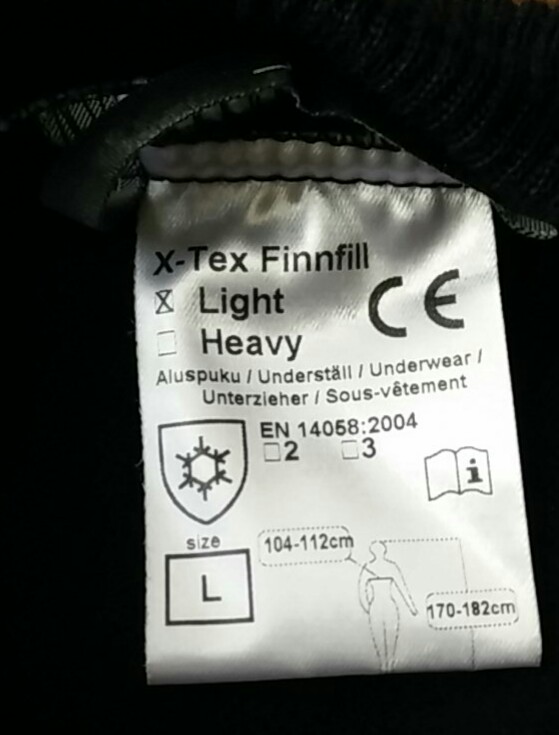 X-Tex Finnfill
☒ Light
☐ Heavy
CE
Aluspuku / Underställ / Underwear /
Unterzieher / Sous-vêtement
EN 14058:2004
☐2 ☐3
i
size
L
104-112cm
170-182cm